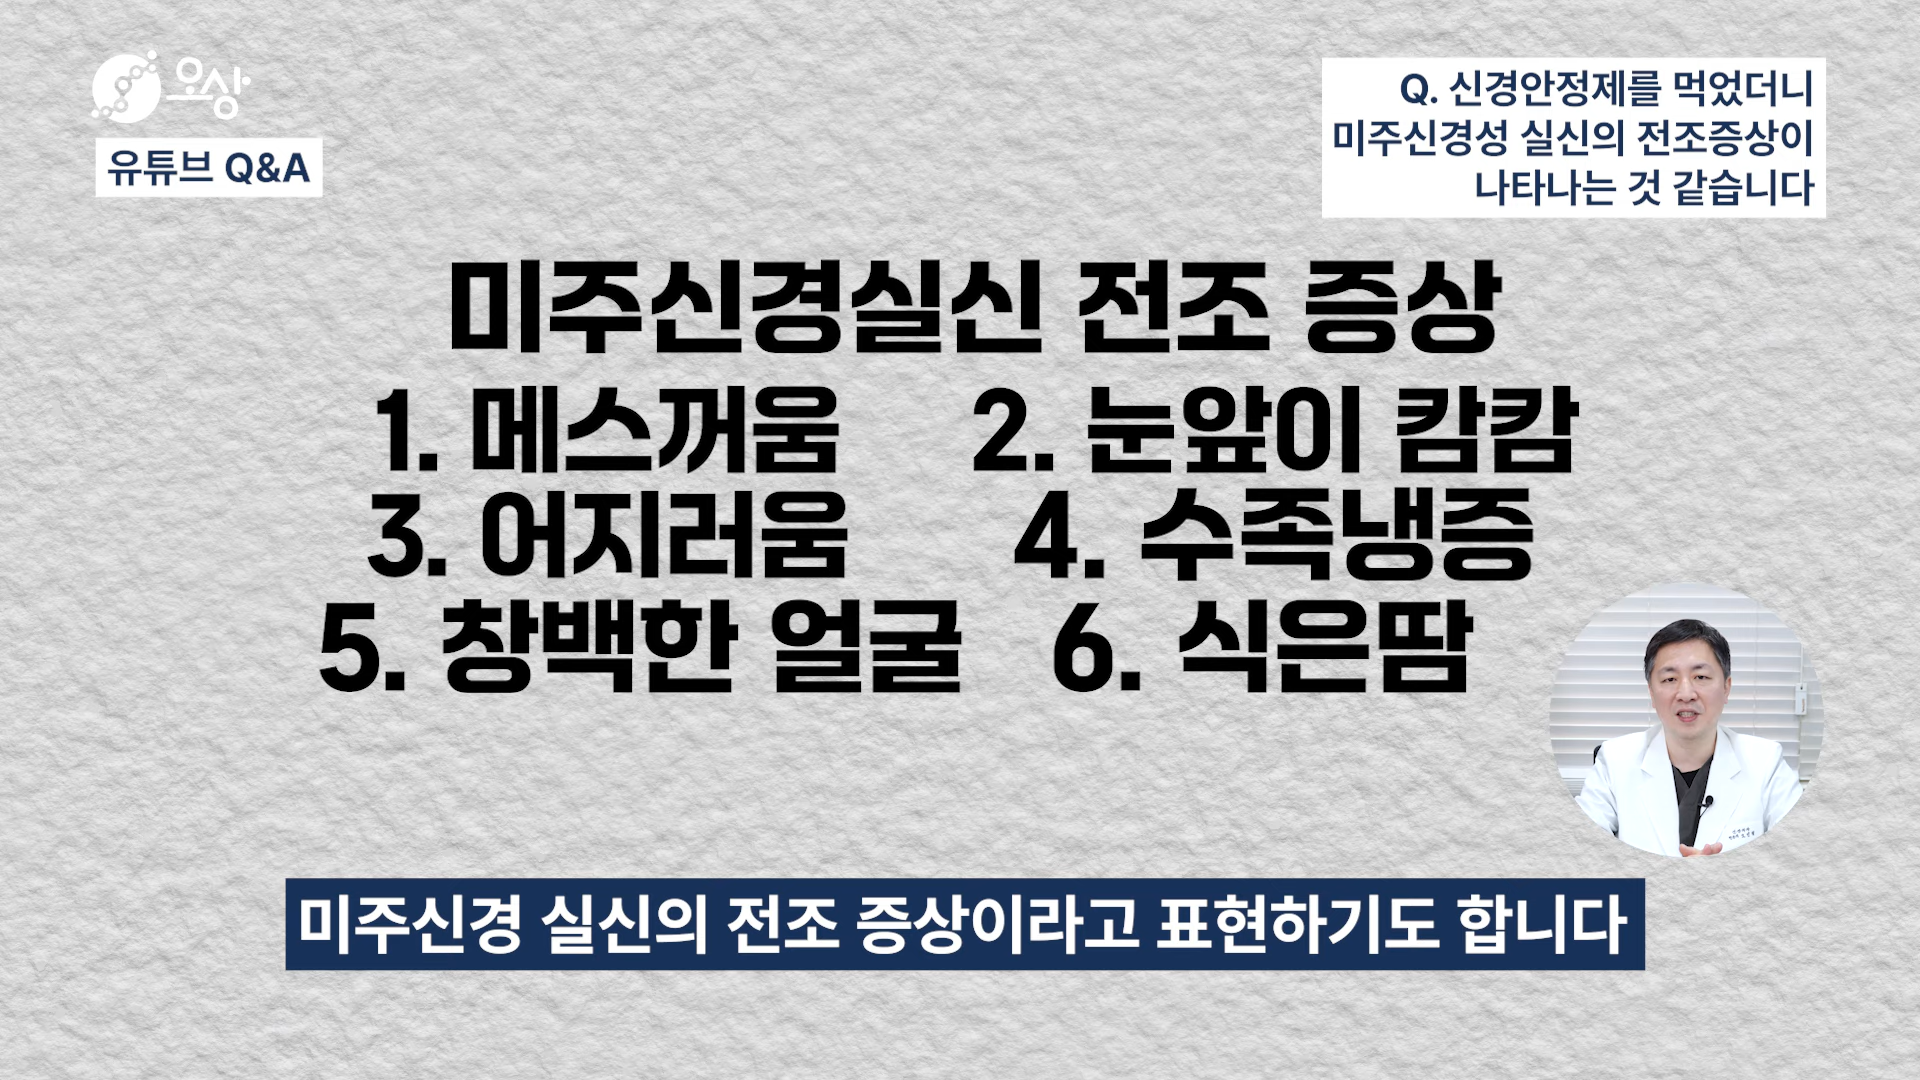 오상
유튜브 Q&A
Q. 신경안정제를 먹었더니
미주신경성 실신의 전조증상이
나타나는 것 같습니다
미주신경실신 전조 증상
1. 메스꺼움 2. 눈앞이 캄캄
3. 어지러움 4. 수족냉증
5. 창백한 얼굴 6. 식은땀
미주신경 실신의 전조 증상이라고 표현하기도 합니다